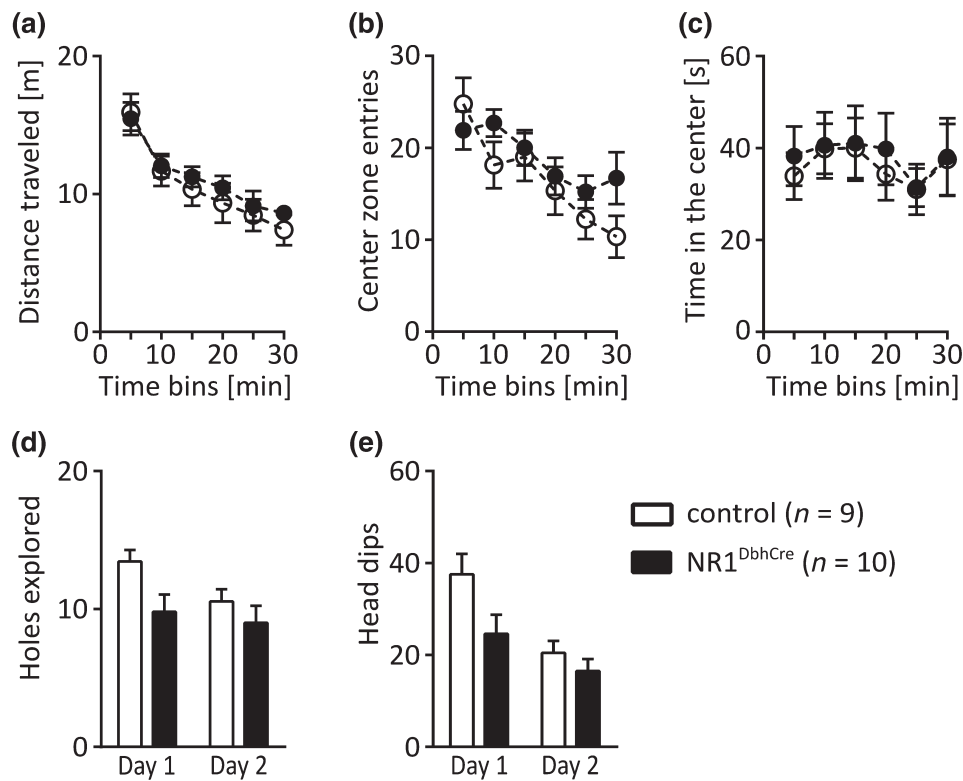 (a)
Distance traveled [m]
20
10
0
0 10 20 30
Time bins [min]
(b)
Center zone entries
30
20
10
0
0 10 20 30
Time bins [min]
(c)
Time in the center [s]
60
40
20
0
0 10 20 30
Time bins [min]
(d)
Holes explored
20
10
0
Day 1 Day 2
(e)
Head dips
60
40
20
0
Day 1 Day 2
control (n = 9)
NR1DbhCre (n = 10)